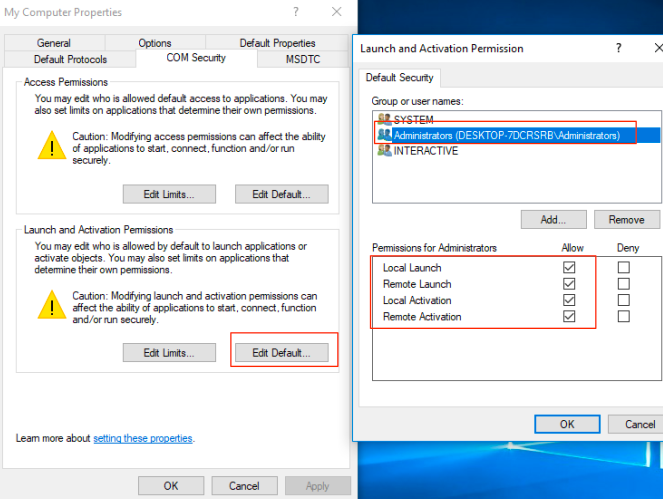 My Computer Properties
General Options Default Properties
Default Protocols COM Security MSDTC
Access Permissions
You may edit who is allowed default access to applications. You may
also set limits on applications that determine their own permissions.
Caution: Modifying access permissions can affect the ability
of applications to start, connect, function and/or run
securely.
Edit Limits... Edit Default...
Launch and Activation Permissions
You may edit who is allowed by default to launch applications or
activate objects. You may also set limits on applications that
determine their own permissions.
Caution: Modifying launch and activation permissions can
affect the ability of applications to start, connect, function
and/or run securely.
Edit Limits... Edit Default...
Learn more about setting these properties.
OK Cancel Apply
Launch and Activation Permission
Default Security
Group or user names:
SYSTEM
Administrators (DESKTOP-7DCRSRB\Administrators)
INTERACTIVE
Add... Remove
Permissions for Administrators Allow Deny
Local Launch
Remote Launch
Local Activation
Remote Activation
OK Cancel